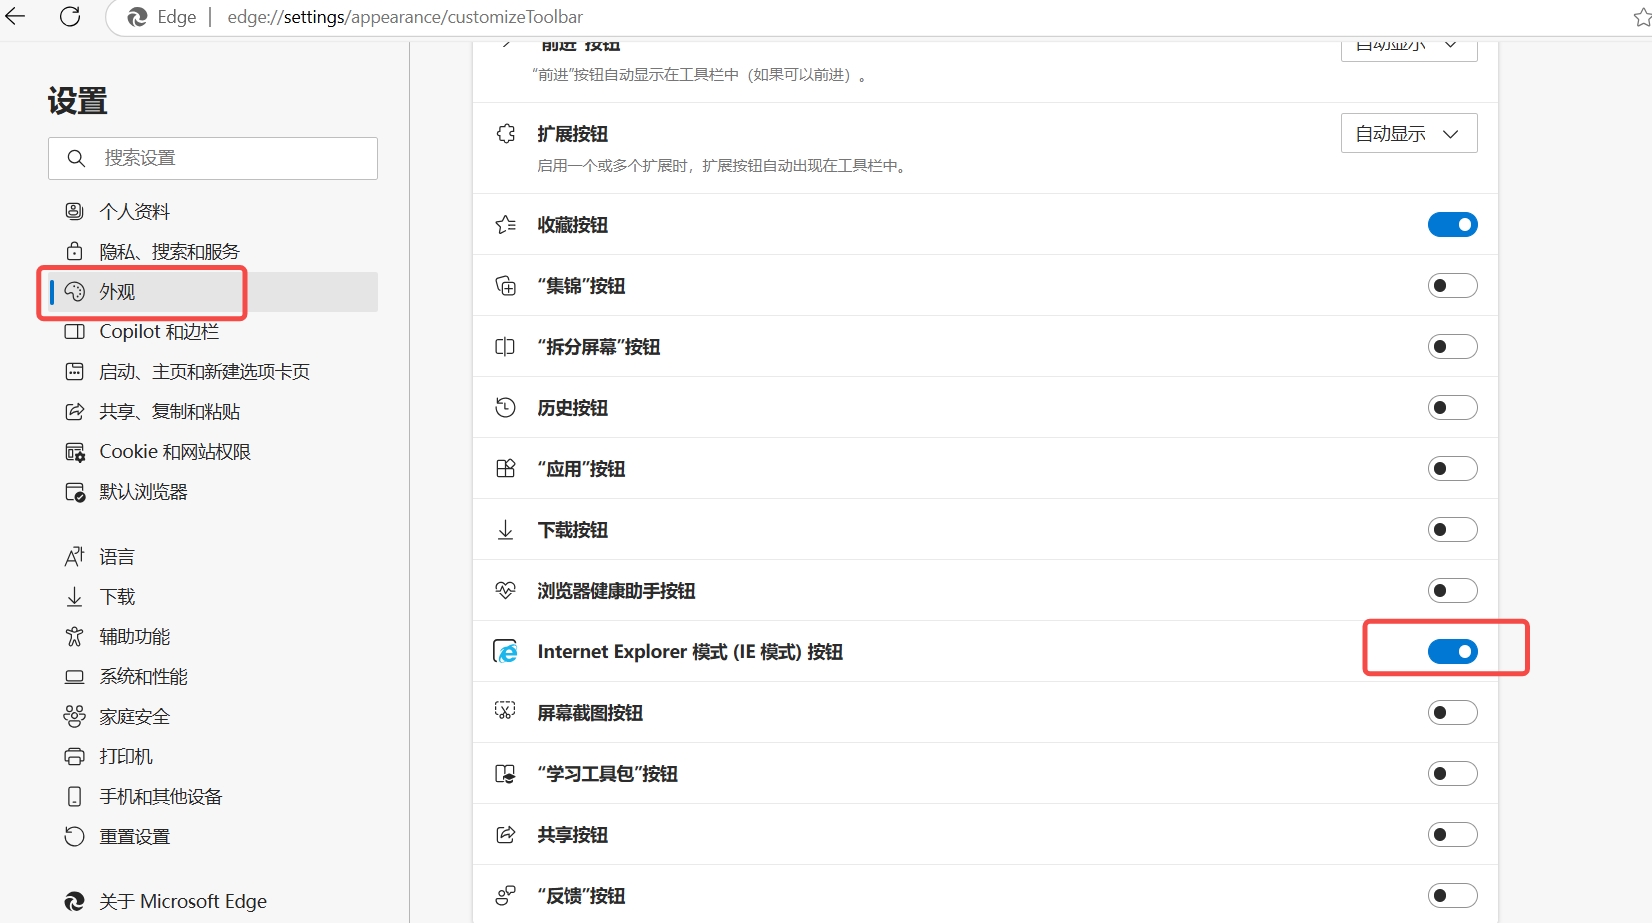 Edge
edge://settings/appearance/customizeToolbar
设置
搜索设置
个人资料
隐私、搜索和服务
外观
Copilot 和边栏
启动、主页和新建选项卡页
共享、复制和粘贴
Cookie 和网站权限
默认浏览器
语言
下载
辅助功能
系统和性能
家庭安全
打印机
手机和其他设备
重置设置
关于 Microsoft Edge
“前进”按钮
自动显示
“前进”按钮自动显示在工具栏中（如果可以前进）。
扩展按钮
自动显示
启用一个或多个扩展时，扩展按钮自动出现在工具栏中。
收藏按钮
“集锦”按钮
“拆分屏幕”按钮
历史按钮
“应用”按钮
下载按钮
浏览器健康助手按钮
Internet Explorer 模式 (IE 模式) 按钮
屏幕截图按钮
“学习工具包”按钮
共享按钮
“反馈”按钮